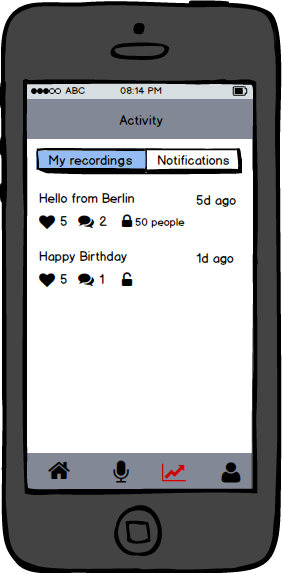 ABC 08:14 PM
Activity
My recordings Notifications
Hello from Berlin 5d ago
5 2 50 people
Happy Birthday 1d ago
5 1